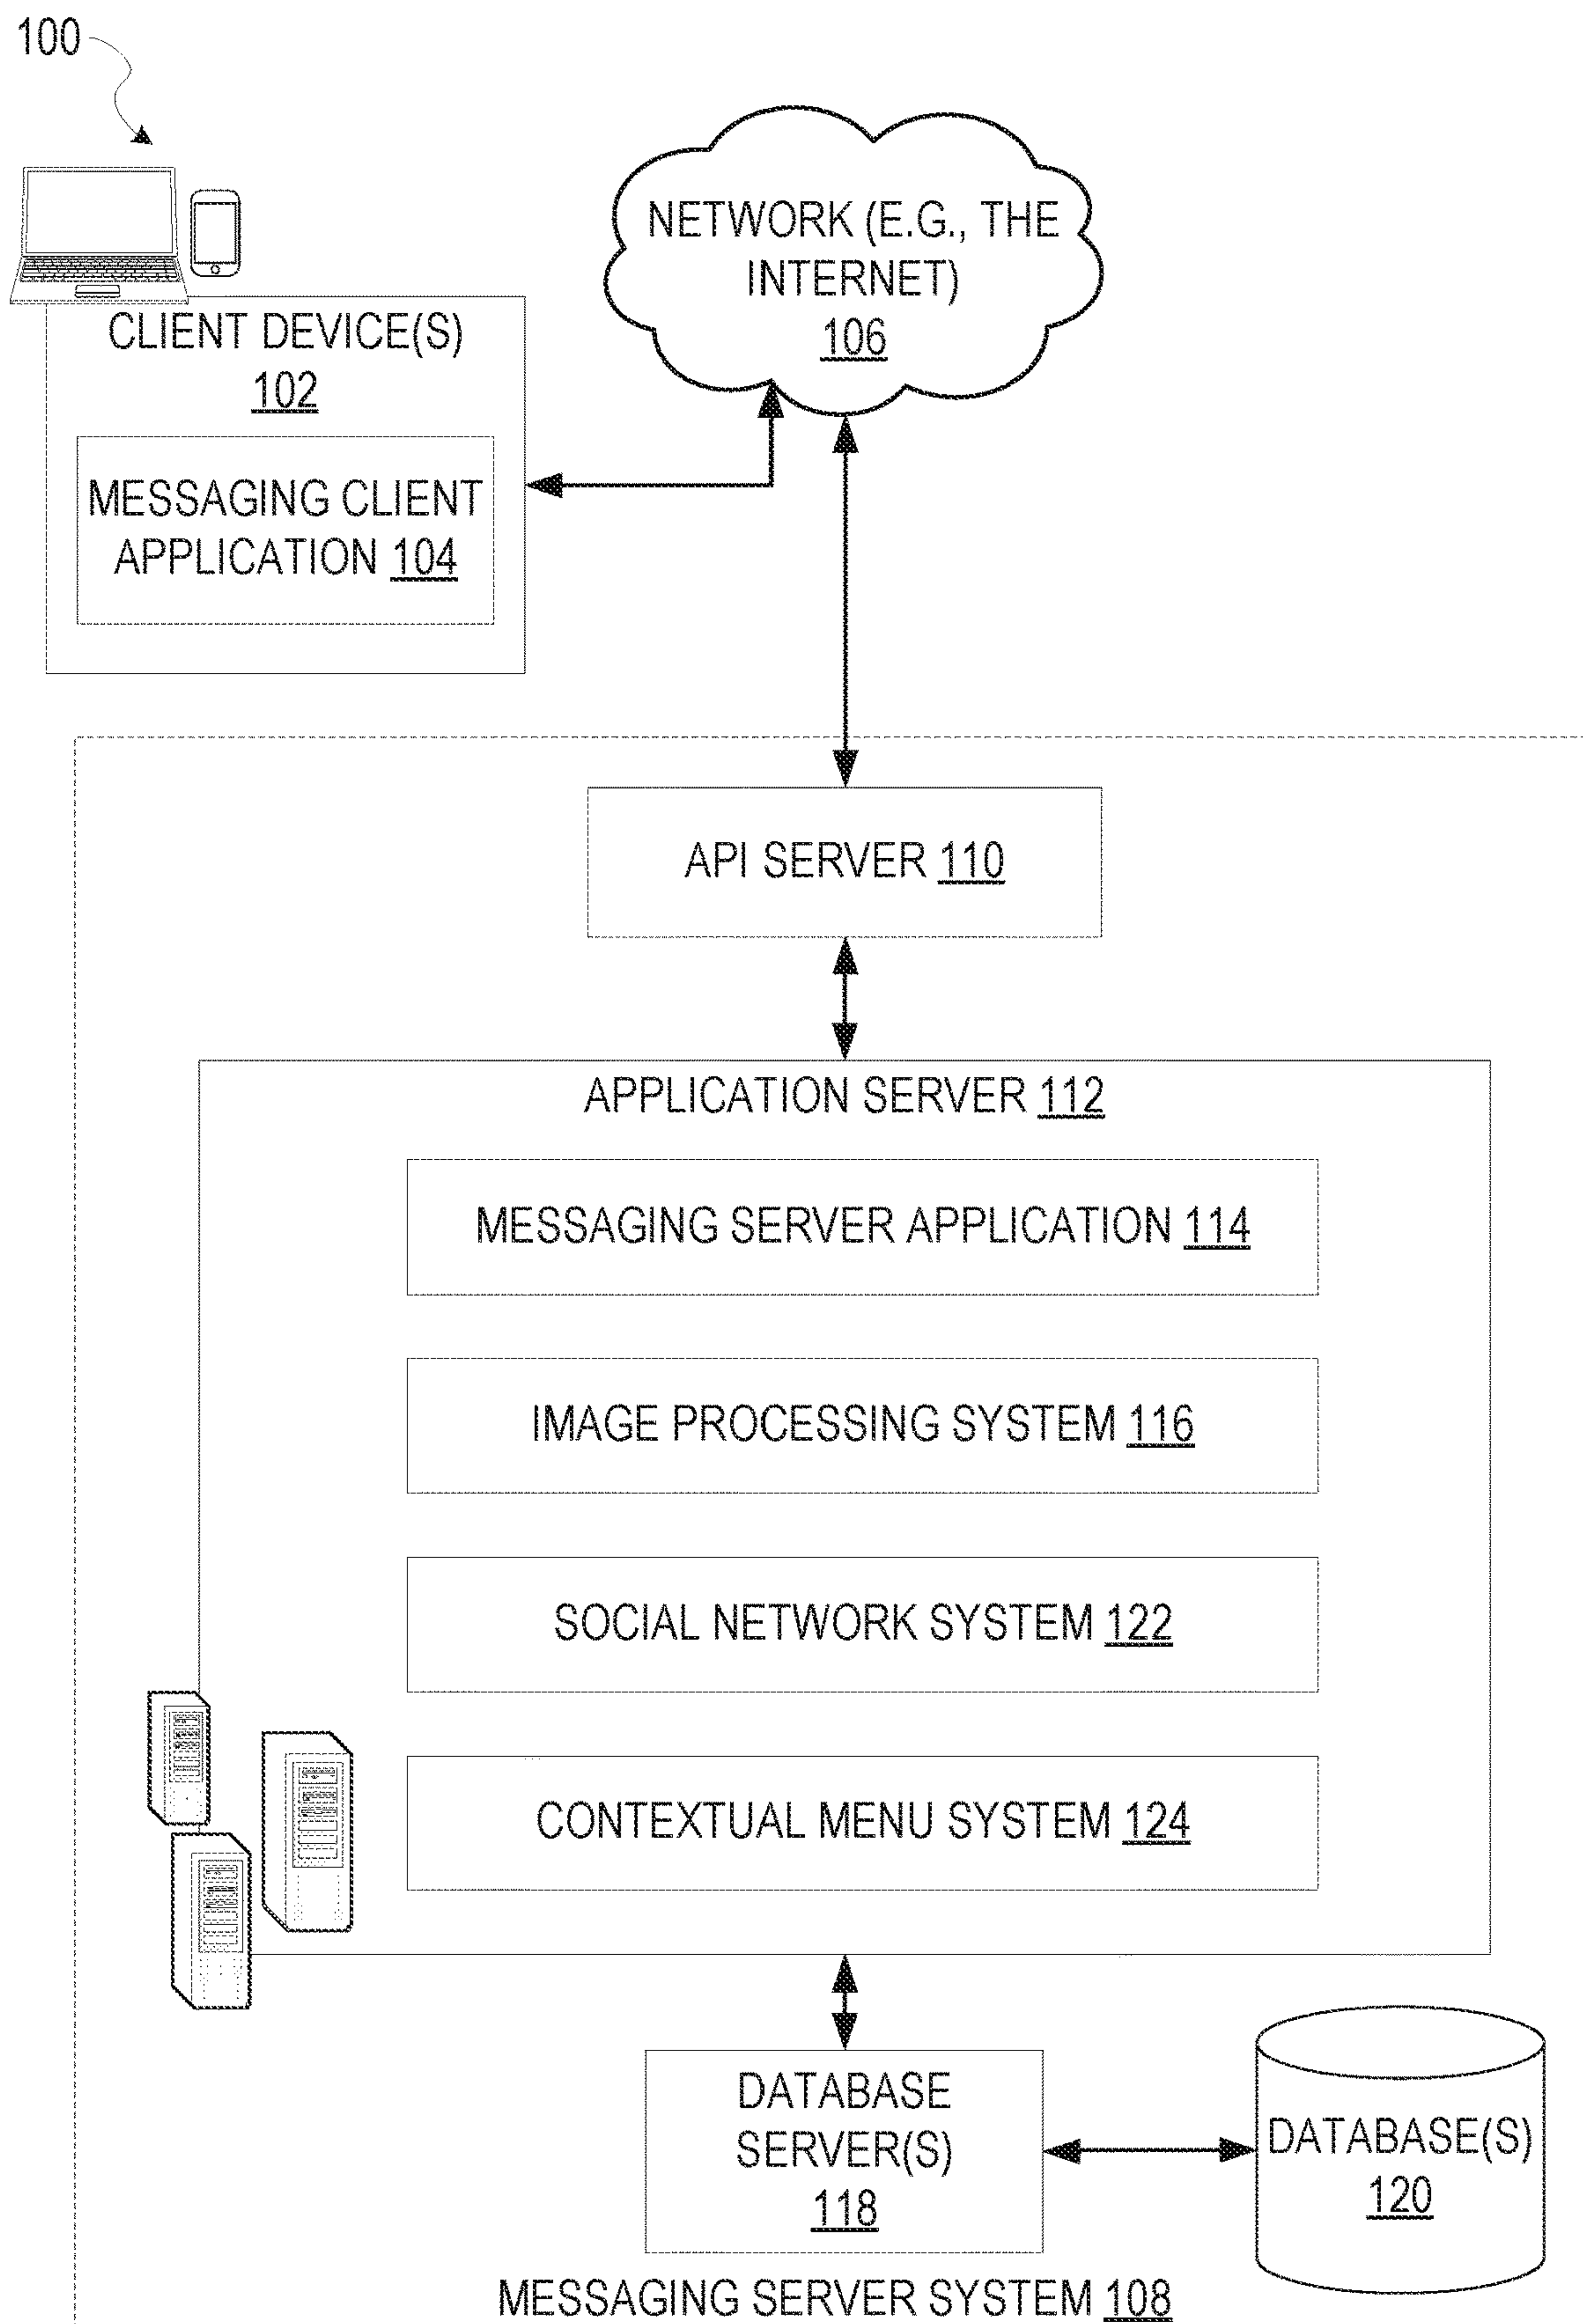 100
NETWORK (E.G., THE
INTERNET)
106
CLIENT DEVICE(S)
102
MESSAGING CLIENT
APPLICATION 104
API SERVER 110
APPLICATION SERVER 112
MESSAGING SERVER APPLICATION 114
IMAGE PROCESSING SYSTEM 116
SOCIAL NETWORK SYSTEM 122
CONTEXTUAL MENU SYSTEM 124
DATABASE
SERVER(S)
118
DATABASE(S)
120
MESSAGING SERVER SYSTEM 108